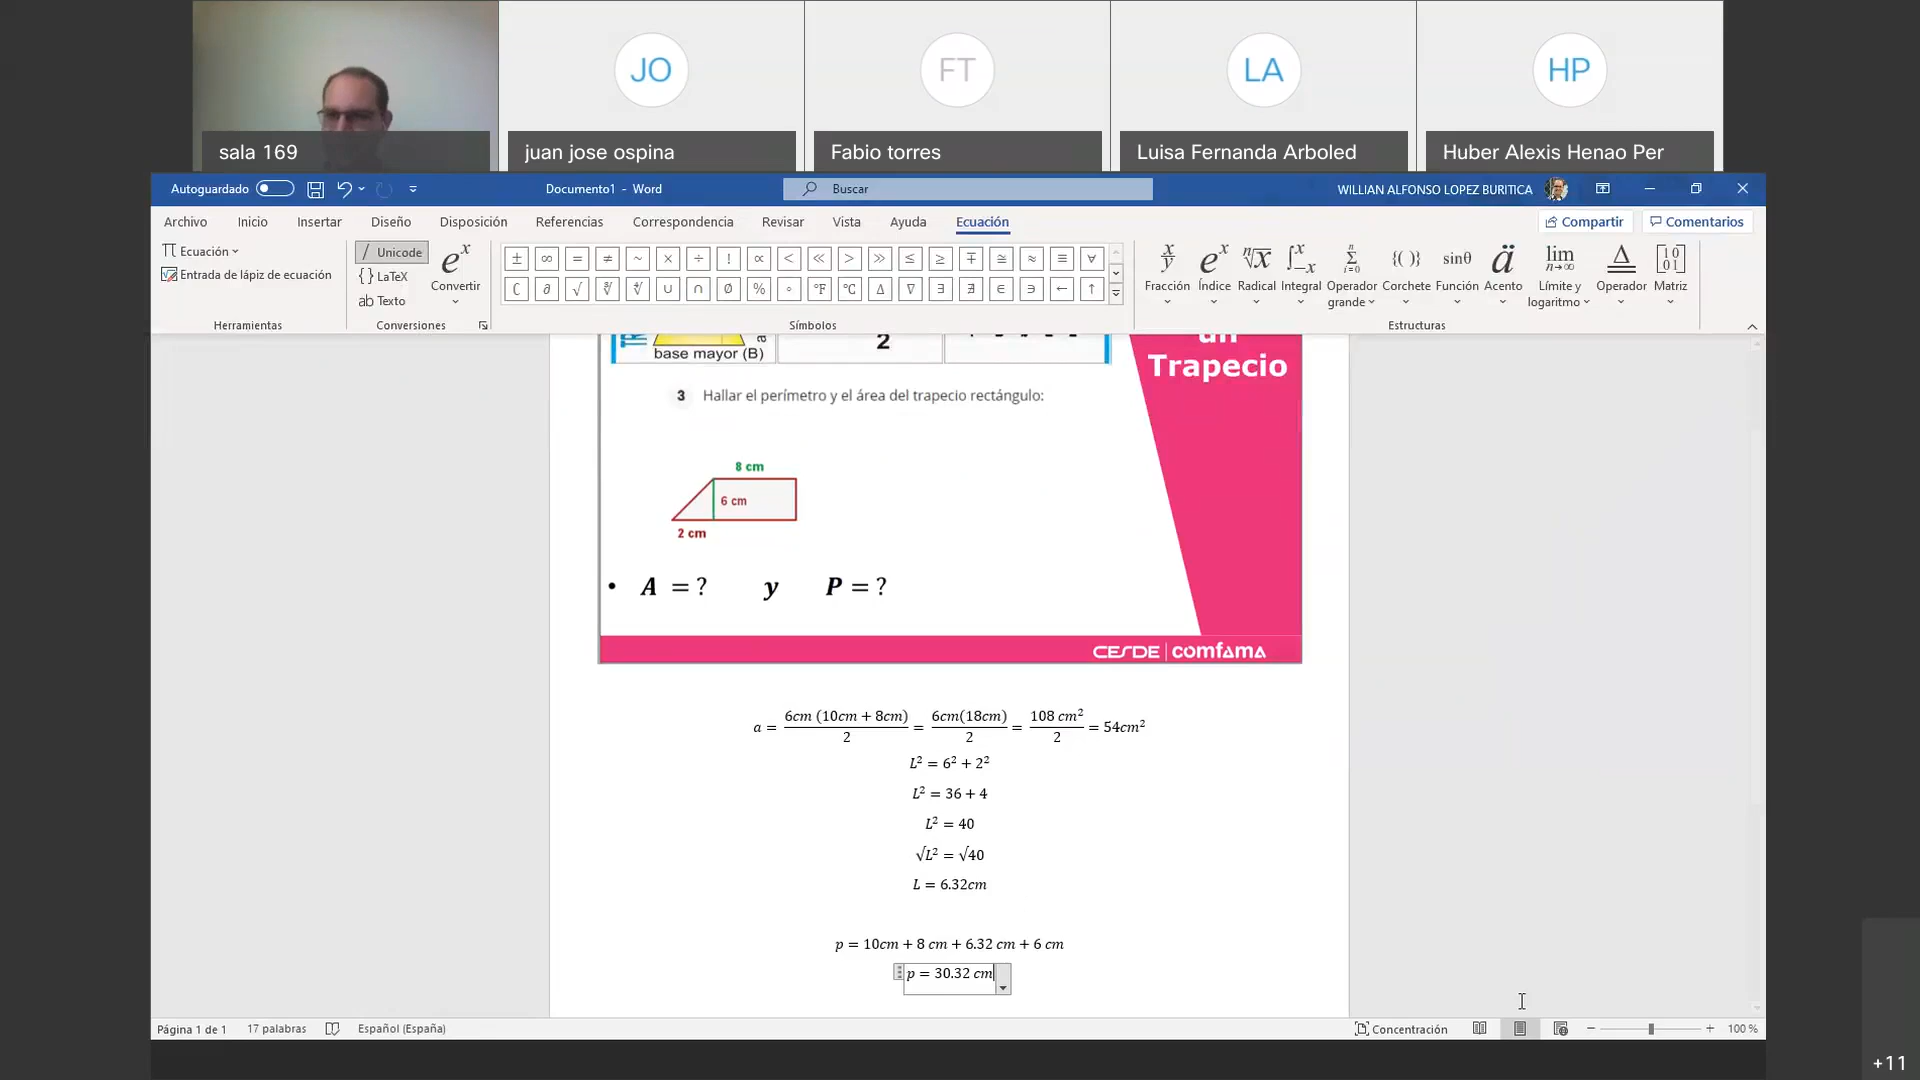 JO
FT
LA
HP
sala 169
juan jose ospina
Fabio torres
Luisa Fernanda Arboled
Huber Alexis Henao Per
Autoguardado
Documento1 - Word
Buscar
WILLIAN ALFONSO LOPEZ BURITICA
Archivo Inicio Insertar Diseño Disposición Referencias Correspondencia Revisar Vista Ayuda Ecuación
Compartir Comentarios
π Ecuación
Entrada de lápiz de ecuación
Herramientas
/ Unicode
{} LaTeX
ab Texto
eˣ
Convertir
Conversiones
± ∞ = ≠ ~ × ÷ ! ∝ < ≪ > ≫ ≤ ≥ ∓ ≅ ≈ ≡ ∀
∁ ∂ √ ∛ ∜ ∪ ∩ ∅ % ° °F °C ∆ ∇ ∃ ∄ ∈ ∋ ← ↑
Símbolos
Fracción Índice Radical Integral Operador grande Corchete Función Acento Límite y logaritmo Operador Matriz
Estructuras
base mayor (B)
a
2
un
Trapecio
3 Hallar el perímetro y el área del trapecio rectángulo:
8 cm
6 cm
2 cm
• A = ? y P = ?
CESDE | comfama
a = 6cm (10cm + 8cm)/2 = 6cm(18cm)/2 = 108 cm²/2 = 54cm²
L² = 6² + 2²
L² = 36 + 4
L² = 40
√L² = √40
L = 6.32cm
p = 10cm + 8 cm + 6.32 cm + 6 cm
p = 30.32 cm
Página 1 de 1 17 palabras Español (España)
Concentración
100 %
+11